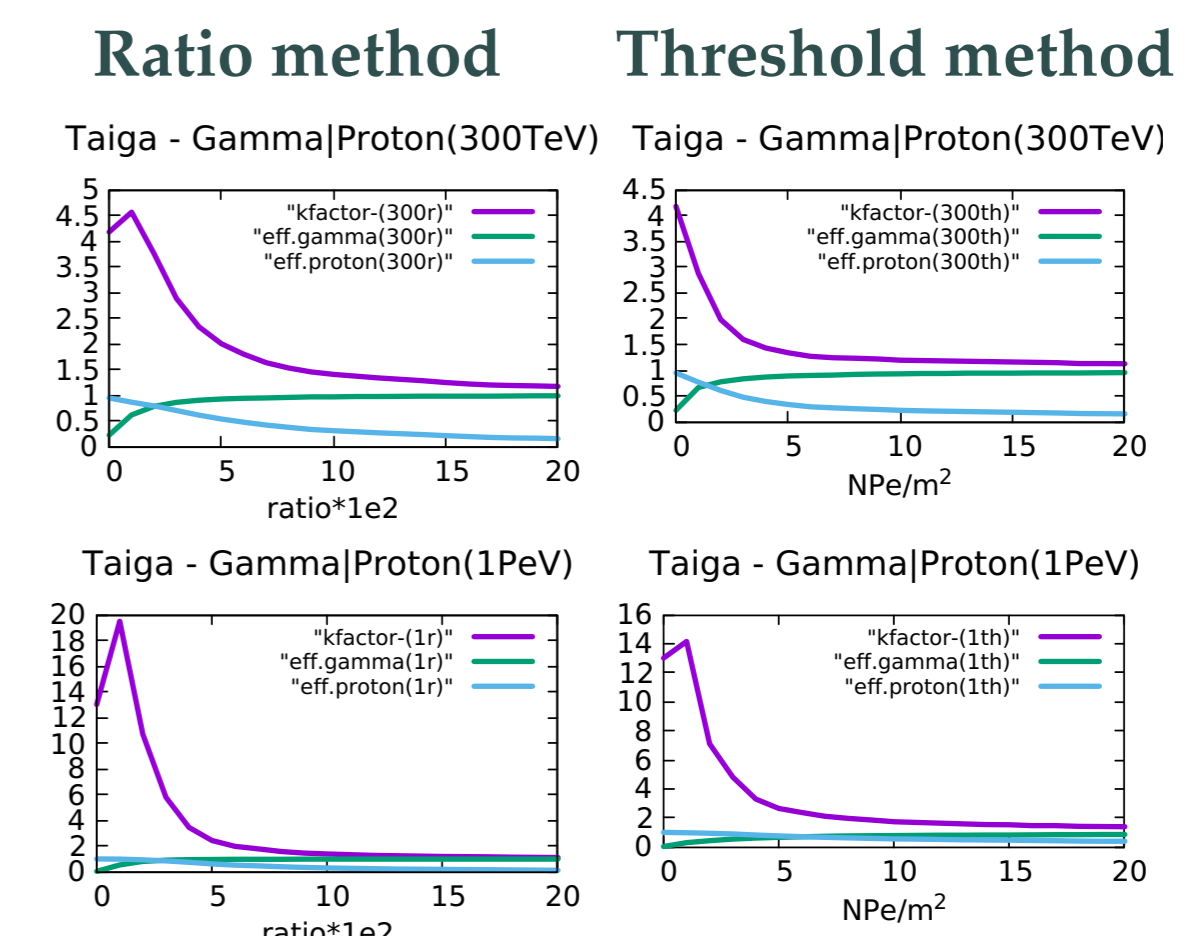 Ratio method
Threshold method
Taiga - Gamma|Proton(300TeV)
5
4.5
4
3.5
3
2.5
2
1.5
1
0.5
0
"kfactor-(300r)"
"eff.gamma(300r)"
"eff.proton(300r)"
0 5 10 15 20
ratio*1e2
Taiga - Gamma|Proton(300TeV)
4.5
4
3.5
3
2.5
2
1.5
1
0.5
0
"kfactor-(300th)"
"eff.gamma(300th)"
"eff.proton(300th)"
0 5 10 15 20
NPe/m²
Taiga - Gamma|Proton(1PeV)
20
18
16
14
12
10
8
6
4
2
0
"kfactor-(1r)"
"eff.gamma(1r)"
"eff.proton(1r)"
0 5 10 15 20
ratio*1e2
Taiga - Gamma|Proton(1PeV)
16
14
12
10
8
6
4
2
0
"kfactor-(1th)"
"eff.gamma(1th)"
"eff.proton(1th)"
0 5 10 15 20
NPe/m²